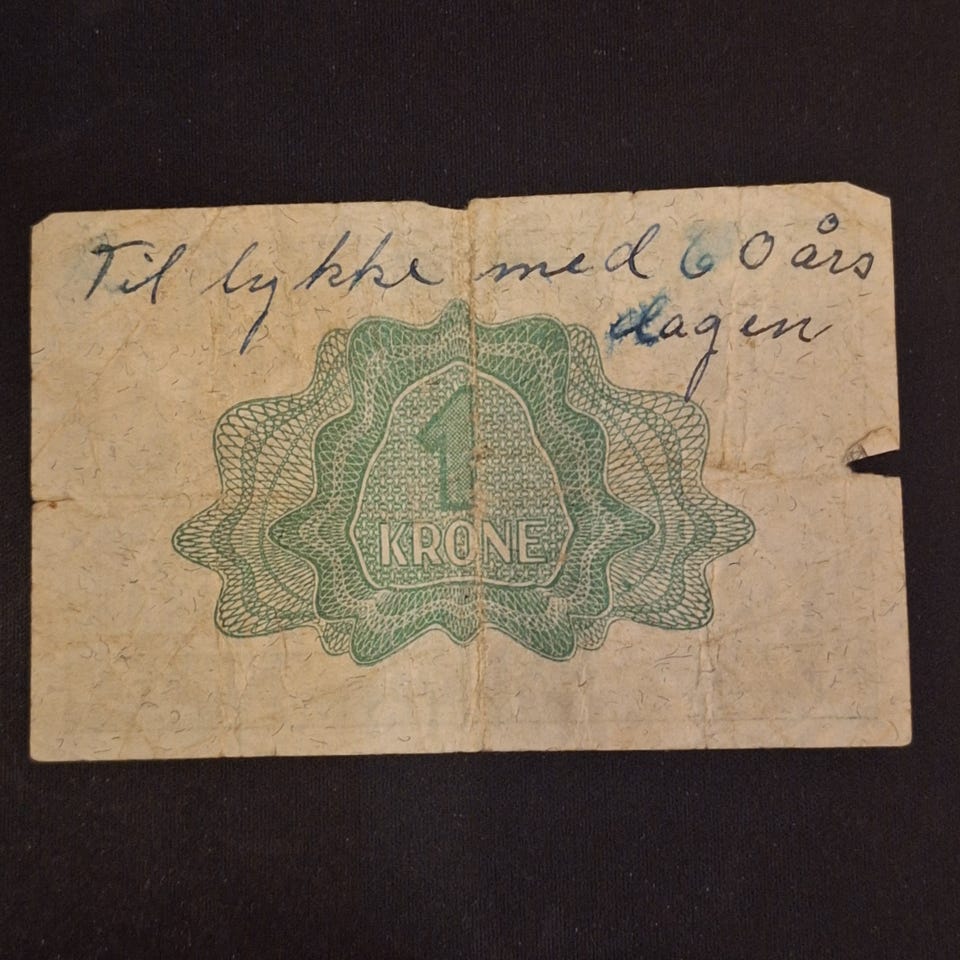 Til lykke med 60 års
dagen
1
KRONE